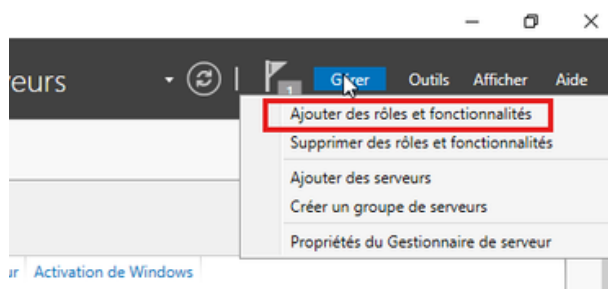 eurs
1 Gérer Outils Afficher Aide
Ajouter des rôles et fonctionnalités
Supprimer des rôles et fonctionnalités
Ajouter des serveurs
Créer un groupe de serveurs
Propriétés du Gestionnaire de serveur
ur Activation de Windows